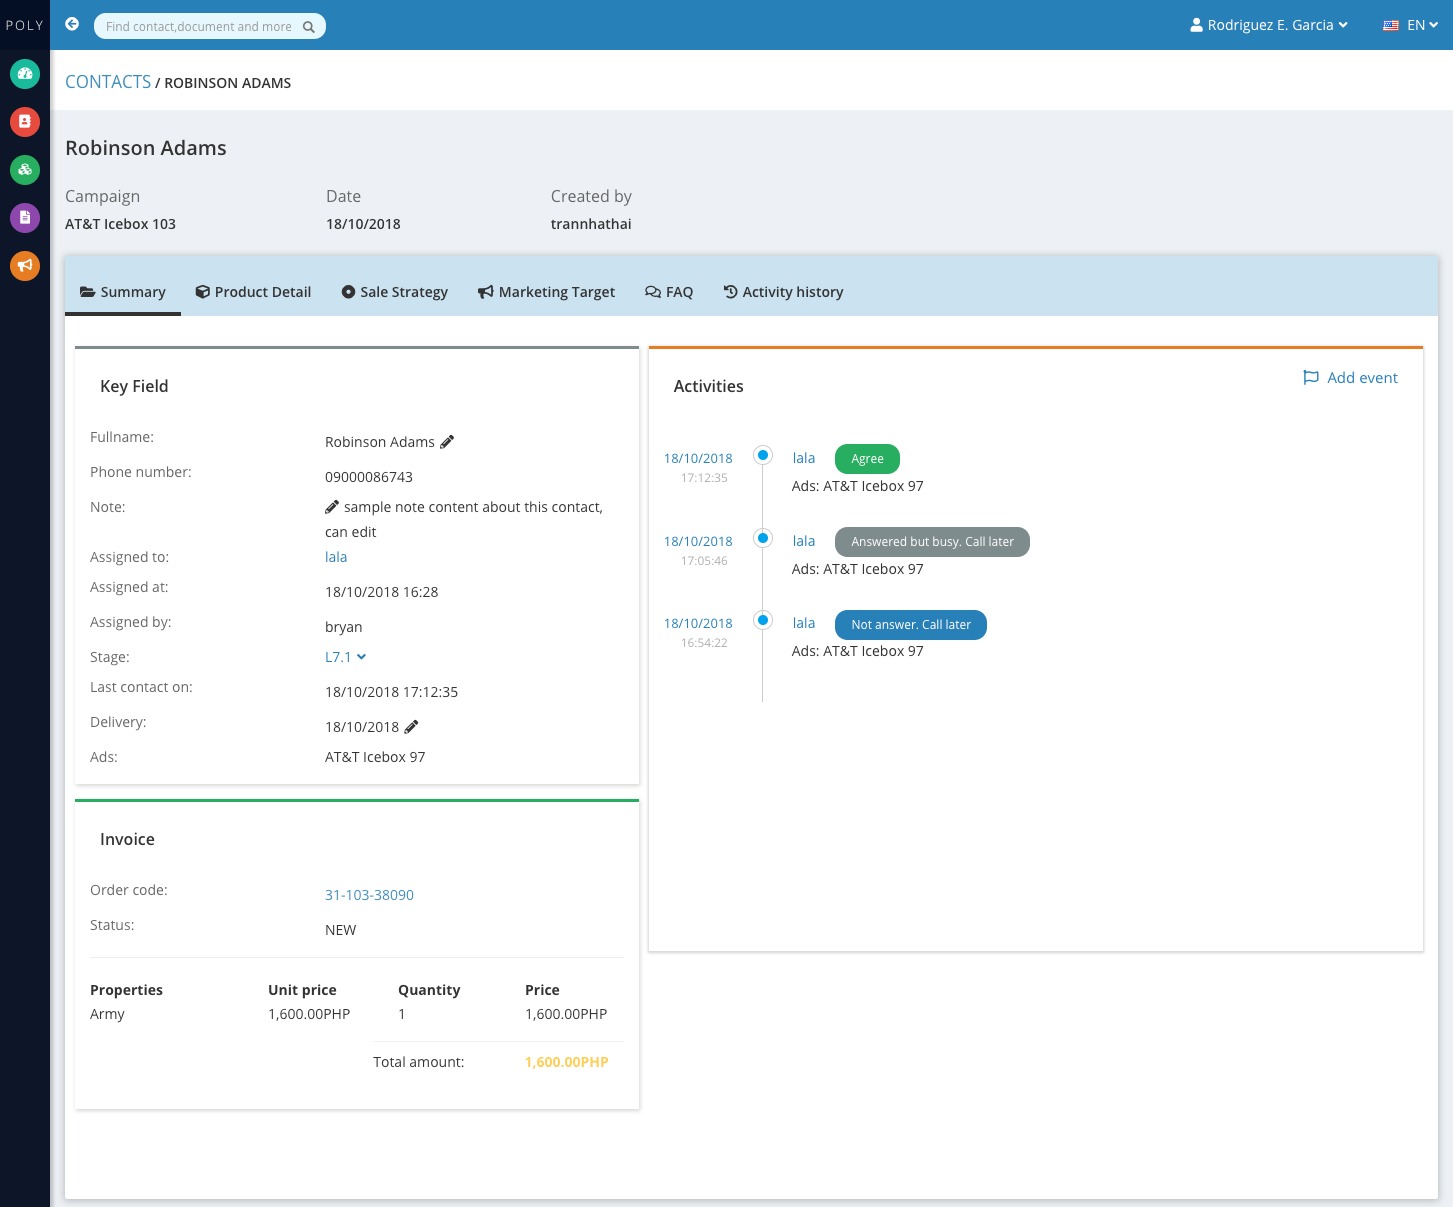 POLY
Find contact,document and more
Rodriguez E. Garcia
EN
CONTACTS / ROBINSON ADAMS
Robinson Adams
Campaign Date Created by
AT&T Icebox 103 18/10/2018 trannhathai
Summary Product Detail Sale Strategy Marketing Target FAQ Activity history
Key Field
Fullname: Robinson Adams
Phone number: 09000086743
Note: sample note content about this contact,
can edit
Assigned to: lala
Assigned at: 18/10/2018 16:28
Assigned by: bryan
Stage: L7.1
Last contact on: 18/10/2018 17:12:35
Delivery: 18/10/2018
Ads: AT&T Icebox 97
Invoice
Order code: 31-103-38090
Status: NEW
Properties Unit price Quantity Price
Army 1,600.00PHP 1 1,600.00PHP
Total amount: 1,600.00PHP
Activities
Add event
18/10/2018 lala Agree
17:12:35
Ads: AT&T Icebox 97
18/10/2018 lala Answered but busy. Call later
17:05:46
Ads: AT&T Icebox 97
18/10/2018 lala Not answer. Call later
16:54:22
Ads: AT&T Icebox 97